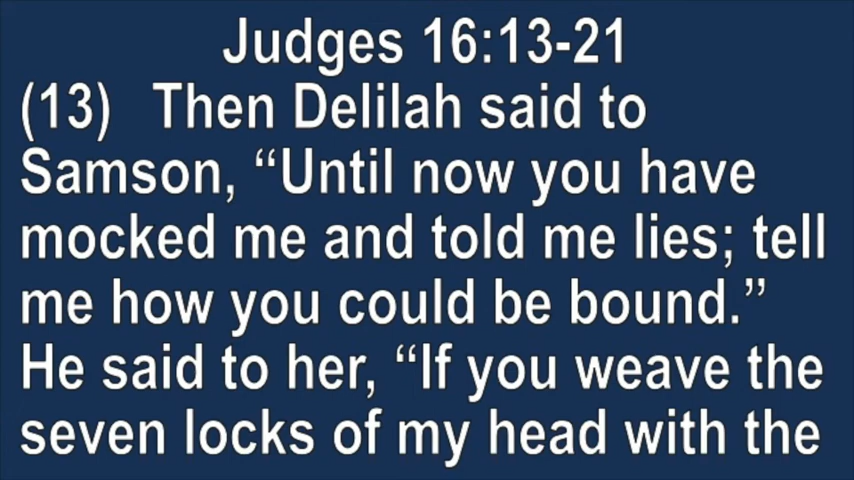 Judges 16:13-21
(13) Then Delilah said to
Samson, “Until now you have
mocked me and told me lies; tell
me how you could be bound.”
He said to her, “If you weave the
seven locks of my head with the